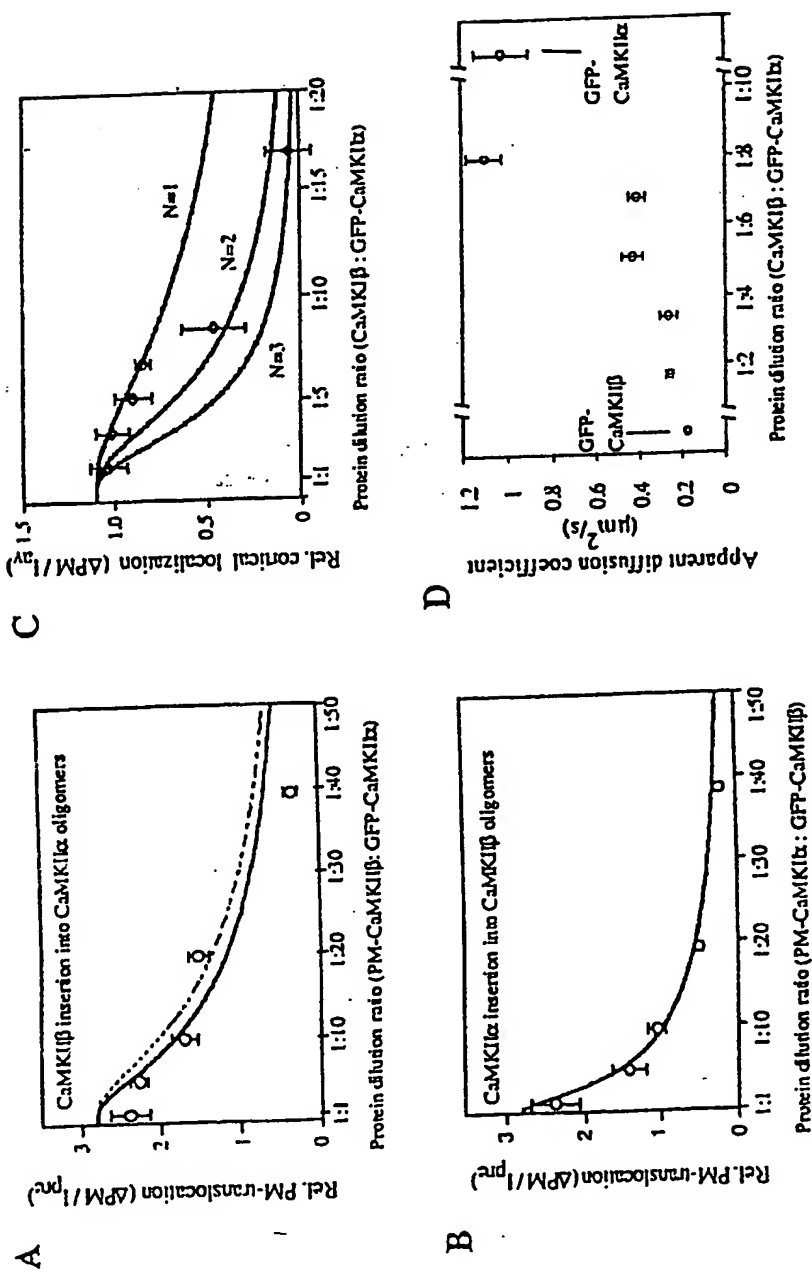 A
CaMKIIβ insertion into CaMKIIα oligomers
Rel. PM-translocation (ΔPM/Ipre)
3
2
1
0
1:1
1:10
1:20
1:30
1:40
1:50
Protein dilution ratio (PM-CaMKIIβ: GFP-CaMKIIα)
B
CaMKIIα insertion into CaMKIIβ oligomers
Rel. PM-translocation (ΔPM/Ipre)
3
2
1
0
1:1
1:10
1:20
1:30
1:40
1:50
Protein dilution ratio (PM-CaMKIIα: GFP-CaMKIIβ)
C
Rel. cortical localization (ΔPM/Iav)
1.5
1.0
0.5
0
N=1
N=2
N=3
1:1
1:5
1:10
1:15
1:20
Protein dilution ratio (CaMKIIβ : GFP-CaMKIIα)
D
Apparent diffusion coefficient
(μm²/s)
1.2
1
0.8
0.6
0.4
0.2
0
GFP-
CaMKIIβ
GFP-
CaMKIIα
1:2
1:4
1:6
1:8
1:10
Protein dilution ratio (CaMKIIβ : GFP-CaMKIIα)